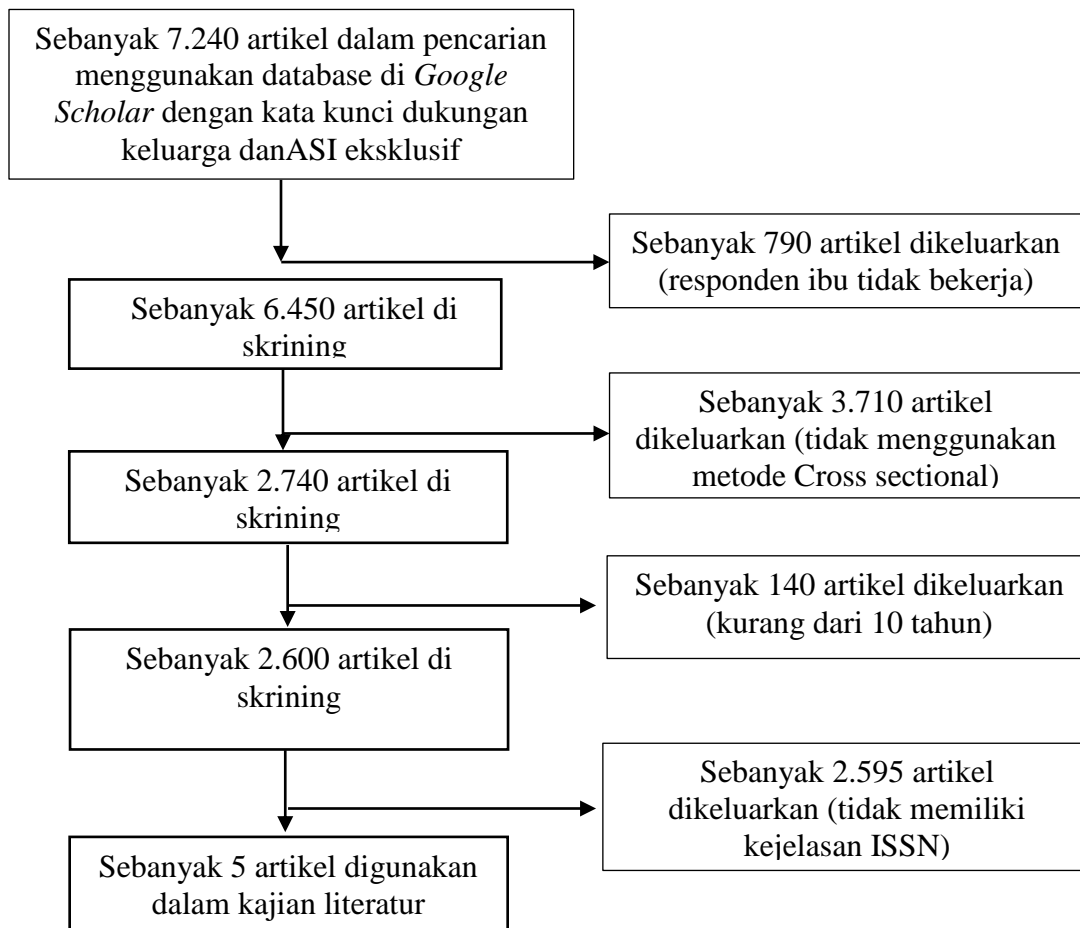 Sebanyak 7.240 artikel dalam pencarian
menggunakan database di Google
Scholar dengan kata kunci dukungan
keluarga danASI eksklusif
Sebanyak 790 artikel dikeluarkan
(responden ibu tidak bekerja)
Sebanyak 6.450 artikel di
skrining
Sebanyak 3.710 artikel
dikeluarkan (tidak menggunakan
metode Cross sectional)
Sebanyak 2.740 artikel di
skrining
Sebanyak 140 artikel dikeluarkan
(kurang dari 10 tahun)
Sebanyak 2.600 artikel di
skrining
Sebanyak 2.595 artikel
dikeluarkan (tidak memiliki
kejelasan ISSN)
Sebanyak 5 artikel digunakan
dalam kajian literatur